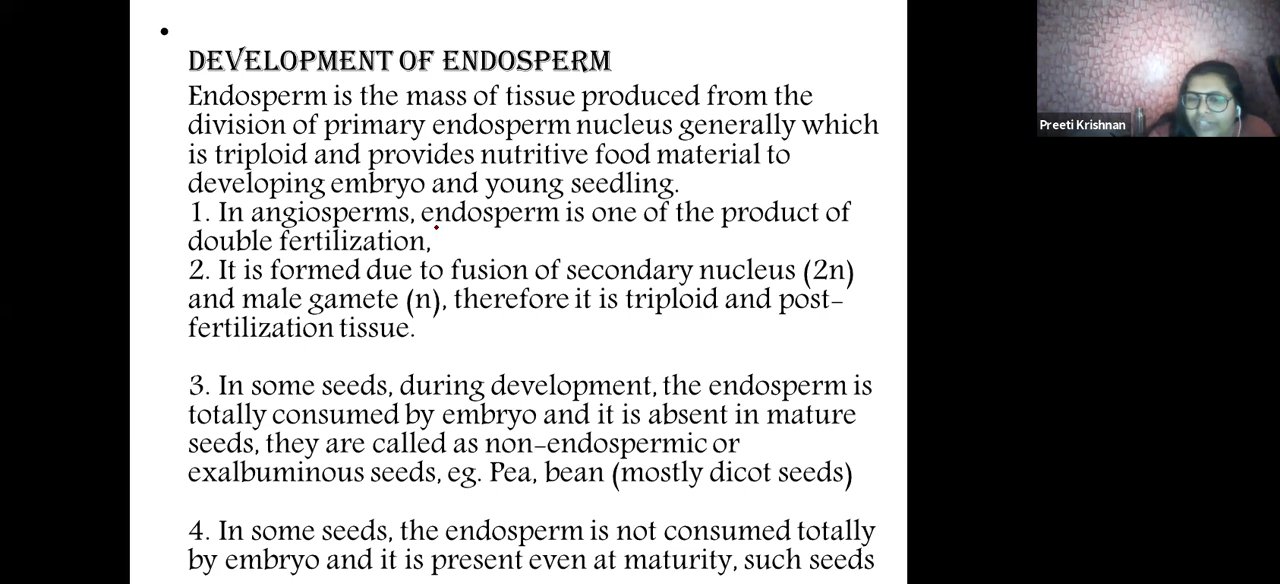 •
DEVELOPMENT OF ENDOSPERM
Endosperm is the mass of tissue produced from the
division of primary endosperm nucleus generally which
is triploid and provides nutritive food material to
developing embryo and young seedling.
1. In angiosperms, endosperm is one of the product of
double fertilization,
2. It is formed due to fusion of secondary nucleus (2n)
and male gamete (n), therefore it is triploid and post-
fertilization tissue.
3. In some seeds, during development, the endosperm is
totally consumed by embryo and it is absent in mature
seeds, they are called as non-endospermic or
exalbuminous seeds, eg. Pea, bean (mostly dicot seeds)
4. In some seeds, the endosperm is not consumed totally
by embryo and it is present even at maturity, such seeds
Preeti Krishnan